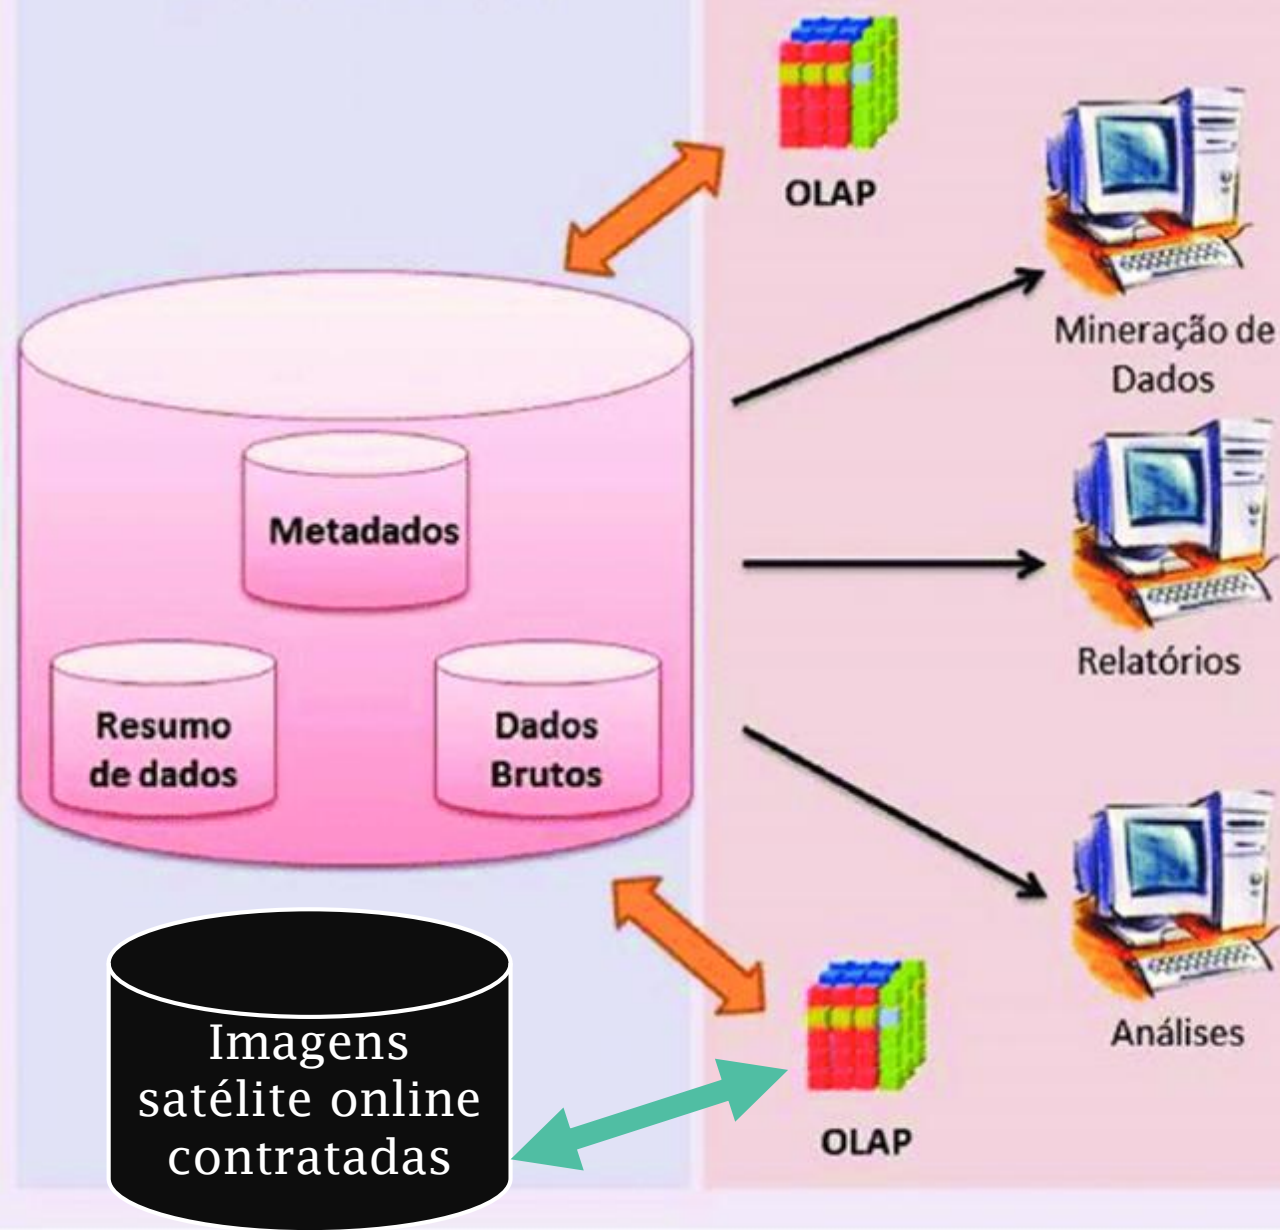 OLAP
Mineração de
Dados
Metadados
Relatórios
Resumo
de dados
Dados
Brutos
Análises
Imagens
satélite online
contratadas
OLAP